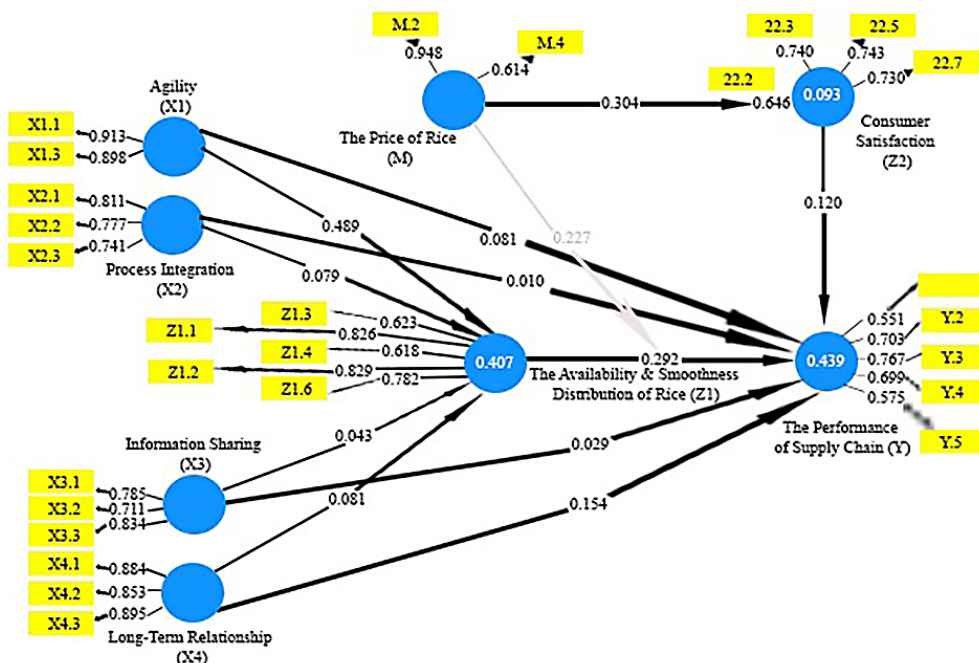 M.2
M.4
0.948
0.614
22.3
22.5
22.7
22.2
0.740
0.743
0.730
0.646
0.093
Agility
(X1)
The Price of Rice
(M)
0.304
Consumer
Satisfaction
(Z2)
X1.1
0.913
X1.3
0.898
X2.1
0.811
X2.2
0.777
X2.3
0.741
Process Integration
(X2)
0.489
0.079
0.081
0.010
0.227
0.120
Z1.3
0.623
Z1.1
0.826
Z1.4
0.618
Z1.2
0.829
Z1.6
0.782
0.407
0.292
The Availability & Smoothness
Distribution of Rice (Z1)
0.439
0.551
0.703
Y.2
0.767
Y.3
0.699
Y.4
0.575
Y.5
The Performance
of Supply Chain (Y)
Information Sharing
(X3)
0.043
0.029
0.081
0.154
X3.1
0.785
X3.2
0.711
X3.3
0.834
X4.1
0.884
X4.2
0.853
X4.3
0.895
Long-Term Relationship
(X4)